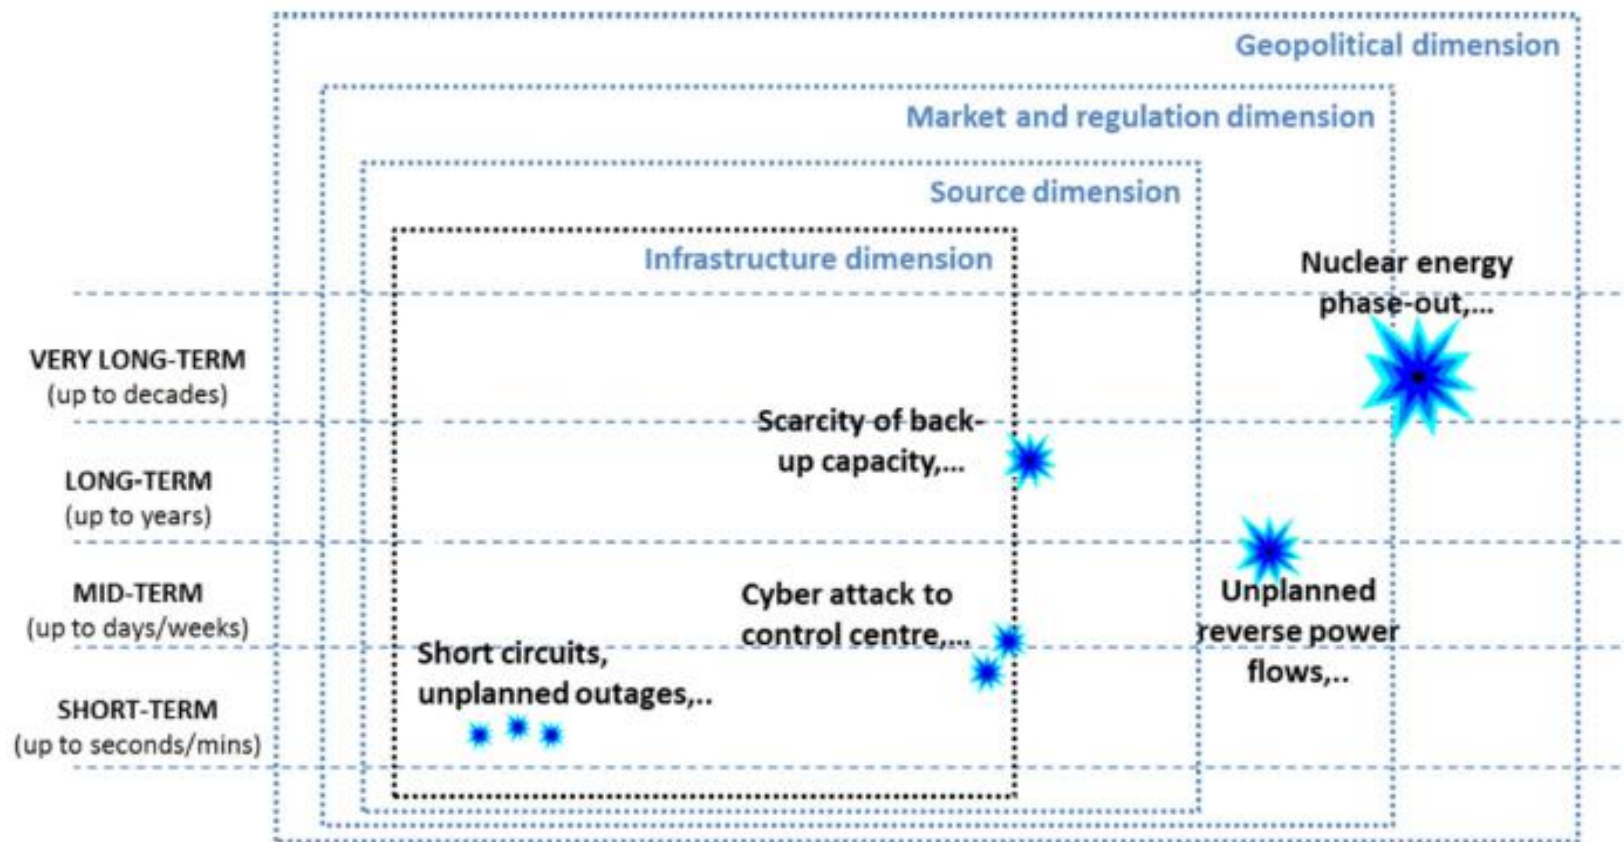 Geopolitical dimension
Market and regulation dimension
Source dimension
Infrastructure dimension
Nuclear energy
phase-out,...
VERY LONG-TERM
(up to decades)
Scarcity of back-
up capacity,...
LONG-TERM
(up to years)
MID-TERM
(up to days/weeks)
Cyber attack to
control centre,...
Unplanned
reverse power
flows,..
Short circuits,
unplanned outages,..
SHORT-TERM
(up to seconds/mins)